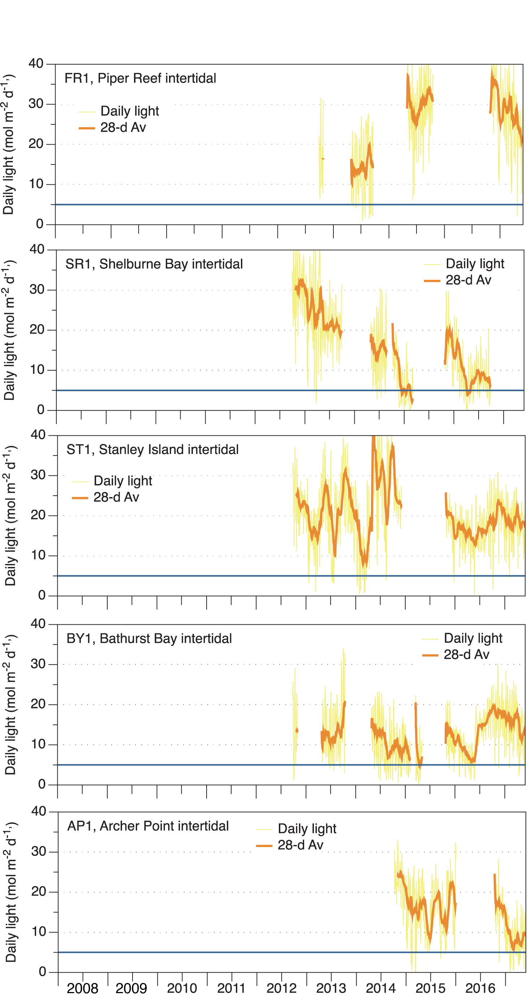 40
30
20
10
0
Daily light (mol m-2 d-1,)
FR1, Piper Reef intertidal
Daily light
28-d Av
40
30
20
10
0
Daily light (mol m-2 d-1,)
SR1, Shelburne Bay intertidal
Daily light
28-d Av
40
30
20
10
0
Daily light (mol m-2 d-1,)
ST1, Stanley Island intertidal
Daily light
28-d Av
40
30
20
10
0
Daily light (mol m-2 d-1,)
BY1, Bathurst Bay intertidal
Daily light
28-d Av
40
30
20
10
0
Daily light (mol m-2 d-1,)
AP1, Archer Point intertidal
Daily light
28-d Av
2008 2009 2010 2011 2012 2013 2014 2015 2016